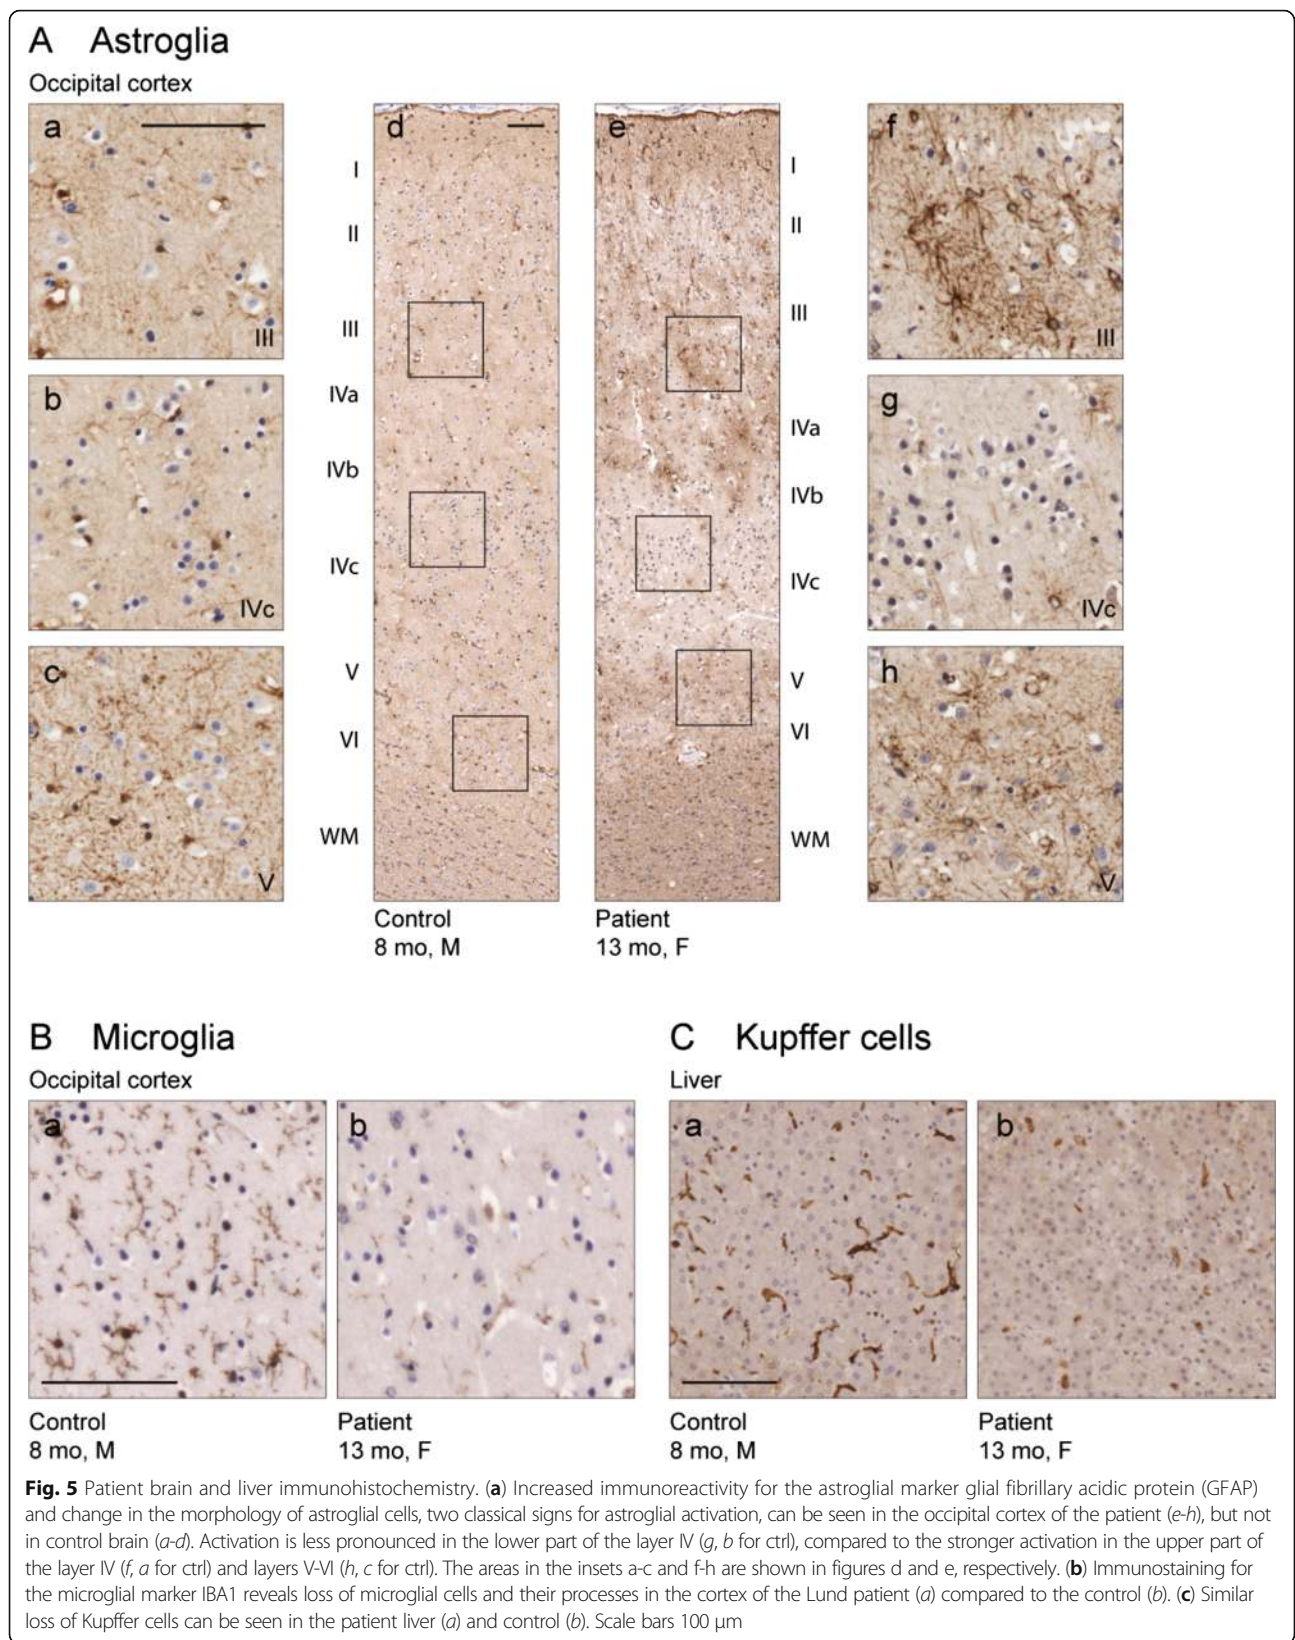 A Astroglia
Occipital cortex
a
III
b
IVc
c
V
I
II
III
IVa
IVb
IVc
V
VI
WM
d
Control
8 mo, M
e
Patient
13 mo, F
I
II
III
IVa
IVb
IVc
V
VI
WM
f
III
g
IVc
h
V
B Microglia
Occipital cortex
a
Control
8 mo, M
b
Patient
13 mo, F
C Kupffer cells
Liver
a
Control
8 mo, M
b
Patient
13 mo, F
Fig. 5 Patient brain and liver immunohistochemistry. (a) Increased immunoreactivity for the astroglial marker glial fibrillary acidic protein (GFAP)
and change in the morphology of astroglial cells, two classical signs for astroglial activation, can be seen in the occipital cortex of the patient (e-h), but not
in control brain (a-d). Activation is less pronounced in the lower part of the layer IV (g, b for ctrl), compared to the stronger activation in the upper part of
the layer IV (f, a for ctrl) and layers V-VI (h, c for ctrl). The areas in the insets a-c and f-h are shown in figures d and e, respectively. (b) Immunostaining for
the microglial marker IBA1 reveals loss of microglial cells and their processes in the cortex of the Lund patient (a) compared to the control (b). (c) Similar
loss of Kupffer cells can be seen in the patient liver (a) and control (b). Scale bars 100 μm